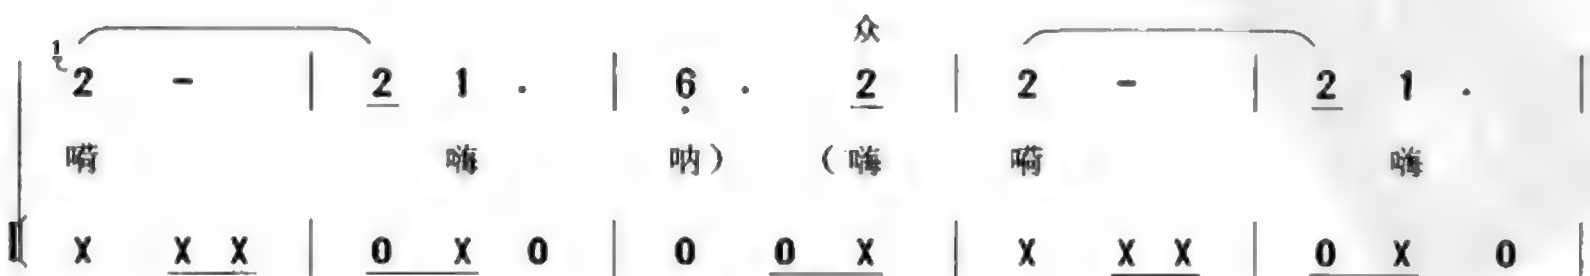 众
1 2 - | 2 1 . | 6 . 2 | 2 - | 2 1 . |
嗬 嗨 呐）（嗨 嗬 嗨
X X X | 0 X 0 | 0 0 X | X X X | 0 X 0